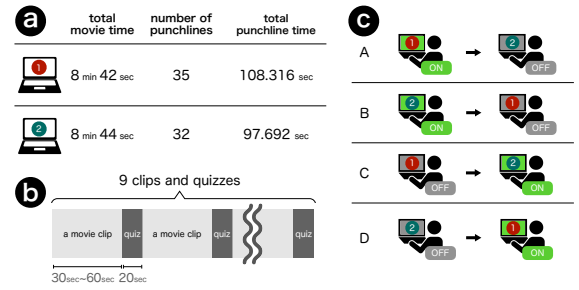 a
total movie time
number of punchlines
total punchline time
1
8 min 42 sec
35
108.316 sec
2
8 min 44 sec
32
97.692 sec
b
9 clips and quizzes
a movie clip
quiz
a movie clip
quiz
quiz
30sec~60sec
20sec
c
A
1
ON
2
OFF
B
2
ON
1
OFF
C
1
OFF
2
ON
D
2
OFF
1
ON